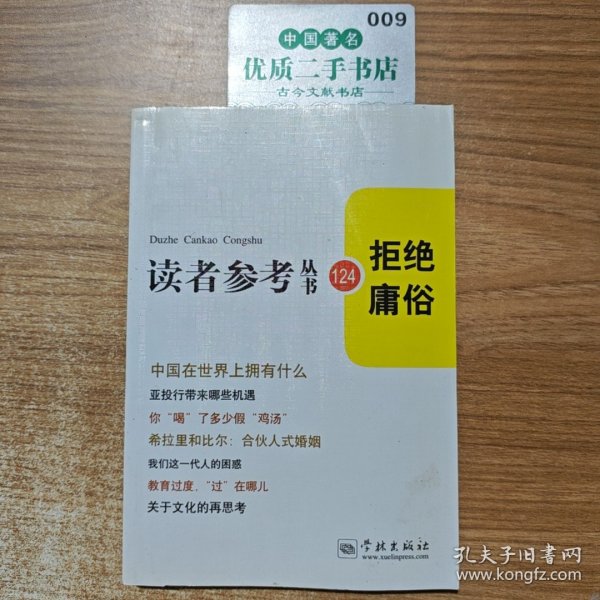 009
中国著名
优质二手书店
古今文献书店
Duzhe Cankao Congshu
读者参考丛书
124
拒绝
庸俗
中国在世界上拥有什么
亚投行带来哪些机遇
你“喝”了多少假“鸡汤”
希拉里和比尔：合伙人式婚姻
我们这一代人的困惑
教育过度，“过”在哪儿
关于文化的再思考
学林出版社
www.xuelinpress.com
孔夫子旧书网
www.kongfz.com